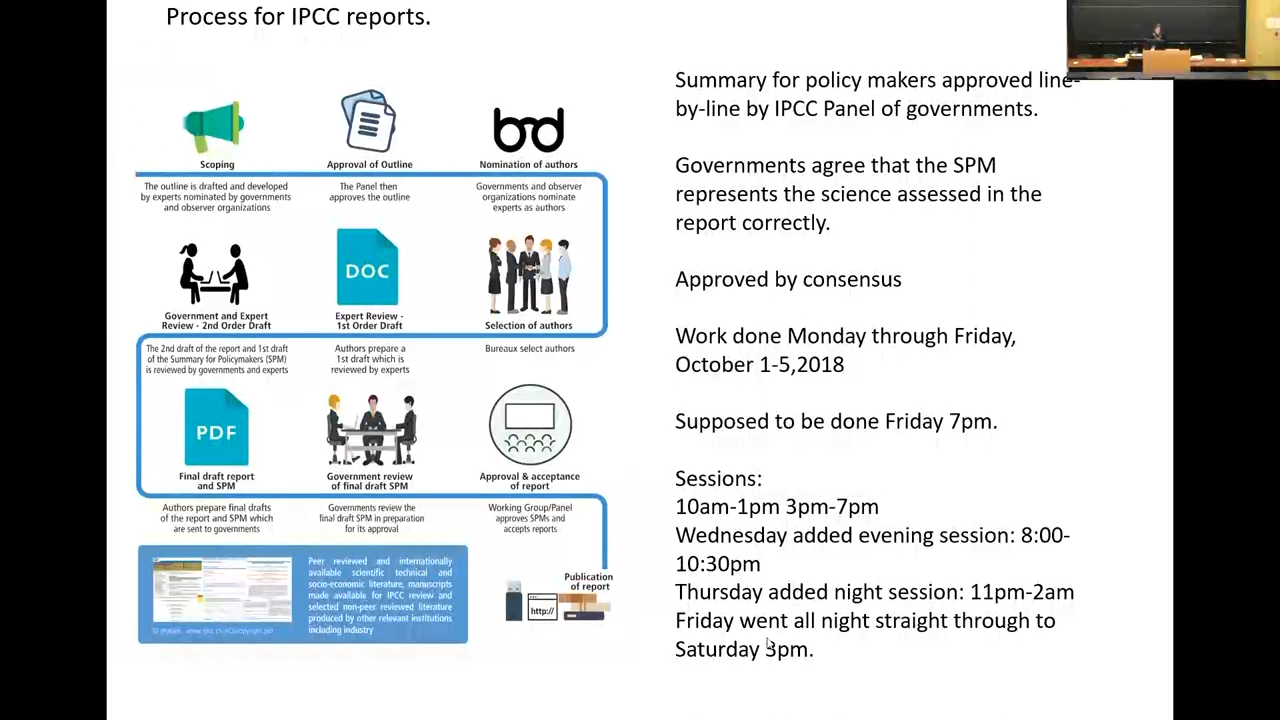 Process for IPCC reports.
Scoping
The outline is drafted and developed
by experts nominated by governments
and observer organizations
Approval of Outline
The Panel then
approves the outline
Nomination of authors
Governments and observer
organizations nominate
experts as authors
Government and Expert
Review - 2nd Order Draft
The 2nd draft of the report and 1st draft
of the Summary for Policymakers (SPM)
is reviewed by governments and experts
DOC
Expert Review -
1st Order Draft
Authors prepare a
1st draft which is
reviewed by experts
Selection of authors
Bureaux select authors
PDF
Final draft report
and SPM
Authors prepare final drafts
of the report and SPM which
are sent to governments
Government review
of final draft SPM
Governments review the
final draft SPM in preparation
for its approval
Approval & acceptance
of report
Working Group/Panel
approves SPMs and
accepts reports
Peer reviewed and internationally
available scientific technical and
socio-economic literature, manuscripts
made available for IPCC review and
selected non-peer reviewed literature
produced by other relevant institutions
including industry
Publication
of report
http://
Summary for policy makers approved line-
by-line by IPCC Panel of governments.
Governments agree that the SPM
represents the science assessed in the
report correctly.
Approved by consensus
Work done Monday through Friday,
October 1-5,2018
Supposed to be done Friday 7pm.
Sessions:
10am-1pm 3pm-7pm
Wednesday added evening session: 8:00-
10:30pm
Thursday added night session: 11pm-2am
Friday went all night straight through to
Saturday 3pm.